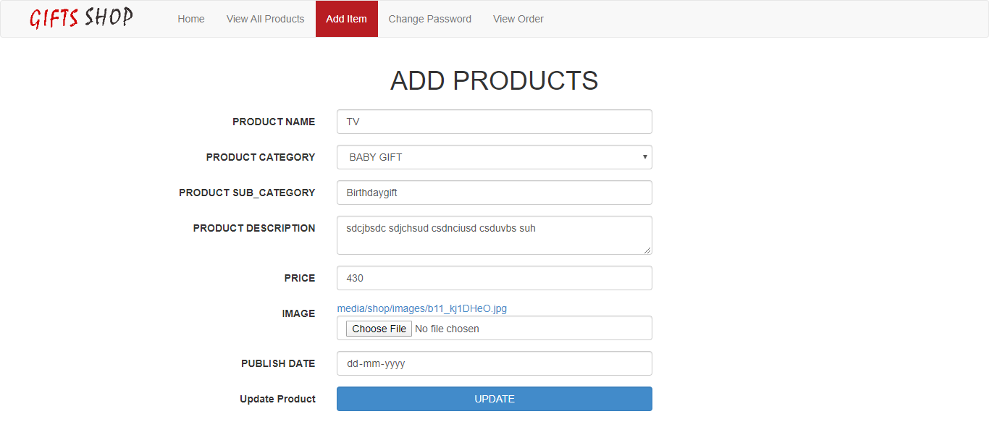 GIFTS SHOP Home View All Products Add Item Change Password View Order
ADD PRODUCTS
PRODUCT NAME TV
PRODUCT CATEGORY BABY GIFT
PRODUCT SUB_CATEGORY Birthdaygift
PRODUCT DESCRIPTION sdcjbsdc sdjchsud csdnciusd csduvbs suh
PRICE 430
IMAGE media/shop/images/b11_kj1DHeO.jpg
Choose File No file chosen
PUBLISH DATE dd-mm-yyyy
Update Product UPDATE